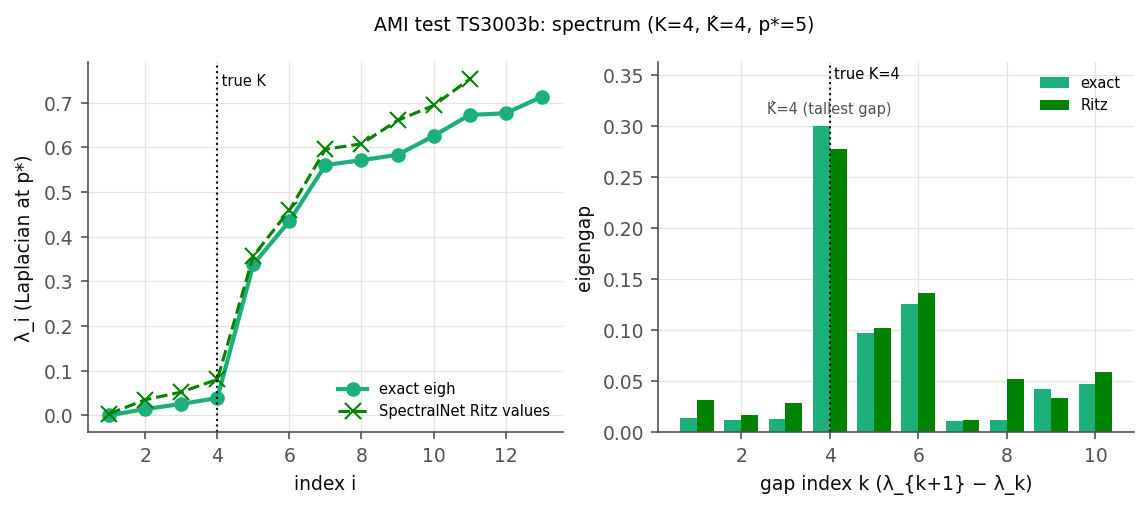 AMI test TS3003b: spectrum (K=4, K̂=4, p*=5)
λ_i (Laplacian at p*)
0.7
0.6
0.5
0.4
0.3
0.2
0.1
0.0
true K
exact eigh
SpectralNet Ritz values
2 4 6 8 10 12
index i
eigengap
0.35
0.30
0.25
0.20
0.15
0.10
0.05
0.00
true K=4
K̂=4 (tallest gap)
exact
Ritz
2 4 6 8 10
gap index k (λ_{k+1} − λ_k)